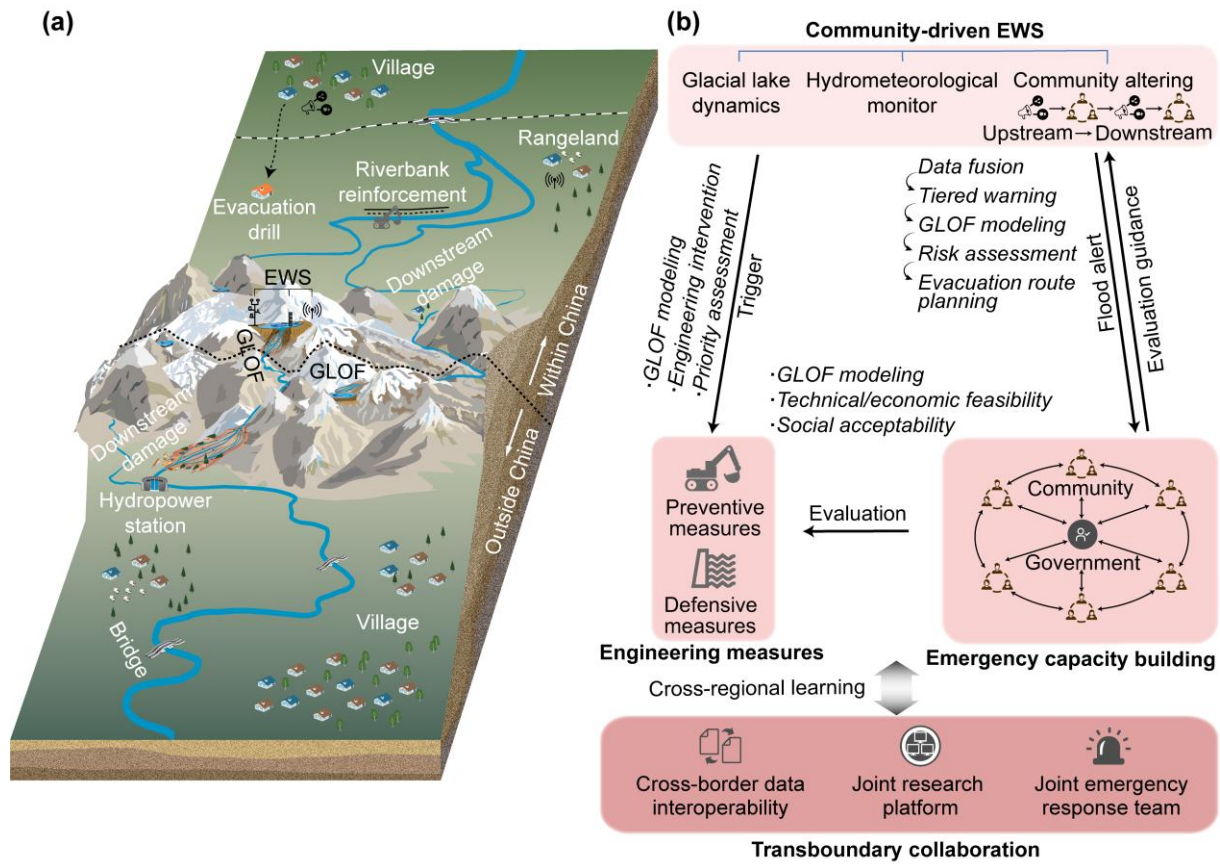 (a)
Village
Rangeland
Riverbank
reinforcement
Evacuation
drill
EWS
Downstream
damage
GLOF
GLOF
Within China
Outside China
Downstream
damage
Hydropower
station
Village
Bridge
(b)
Community-driven EWS
Glacial lake
dynamics
Hydrometeorological
monitor
Community altering
Upstream
Downstream
Data fusion
Tiered warning
GLOF modeling
Risk assessment
Evacuation route
planning
·GLOF modeling
·Engineering intervention
·Priority assessment
Trigger
Flood alert
Evaluation guidance
·GLOF modeling
·Technical/economic feasibility
·Social acceptability
Preventive
measures
Defensive
measures
Engineering measures
Evaluation
Community
Government
Emergency capacity building
Cross-regional learning
Cross-border data
interoperability
Joint research
platform
Joint emergency
response team
Transboundary collaboration